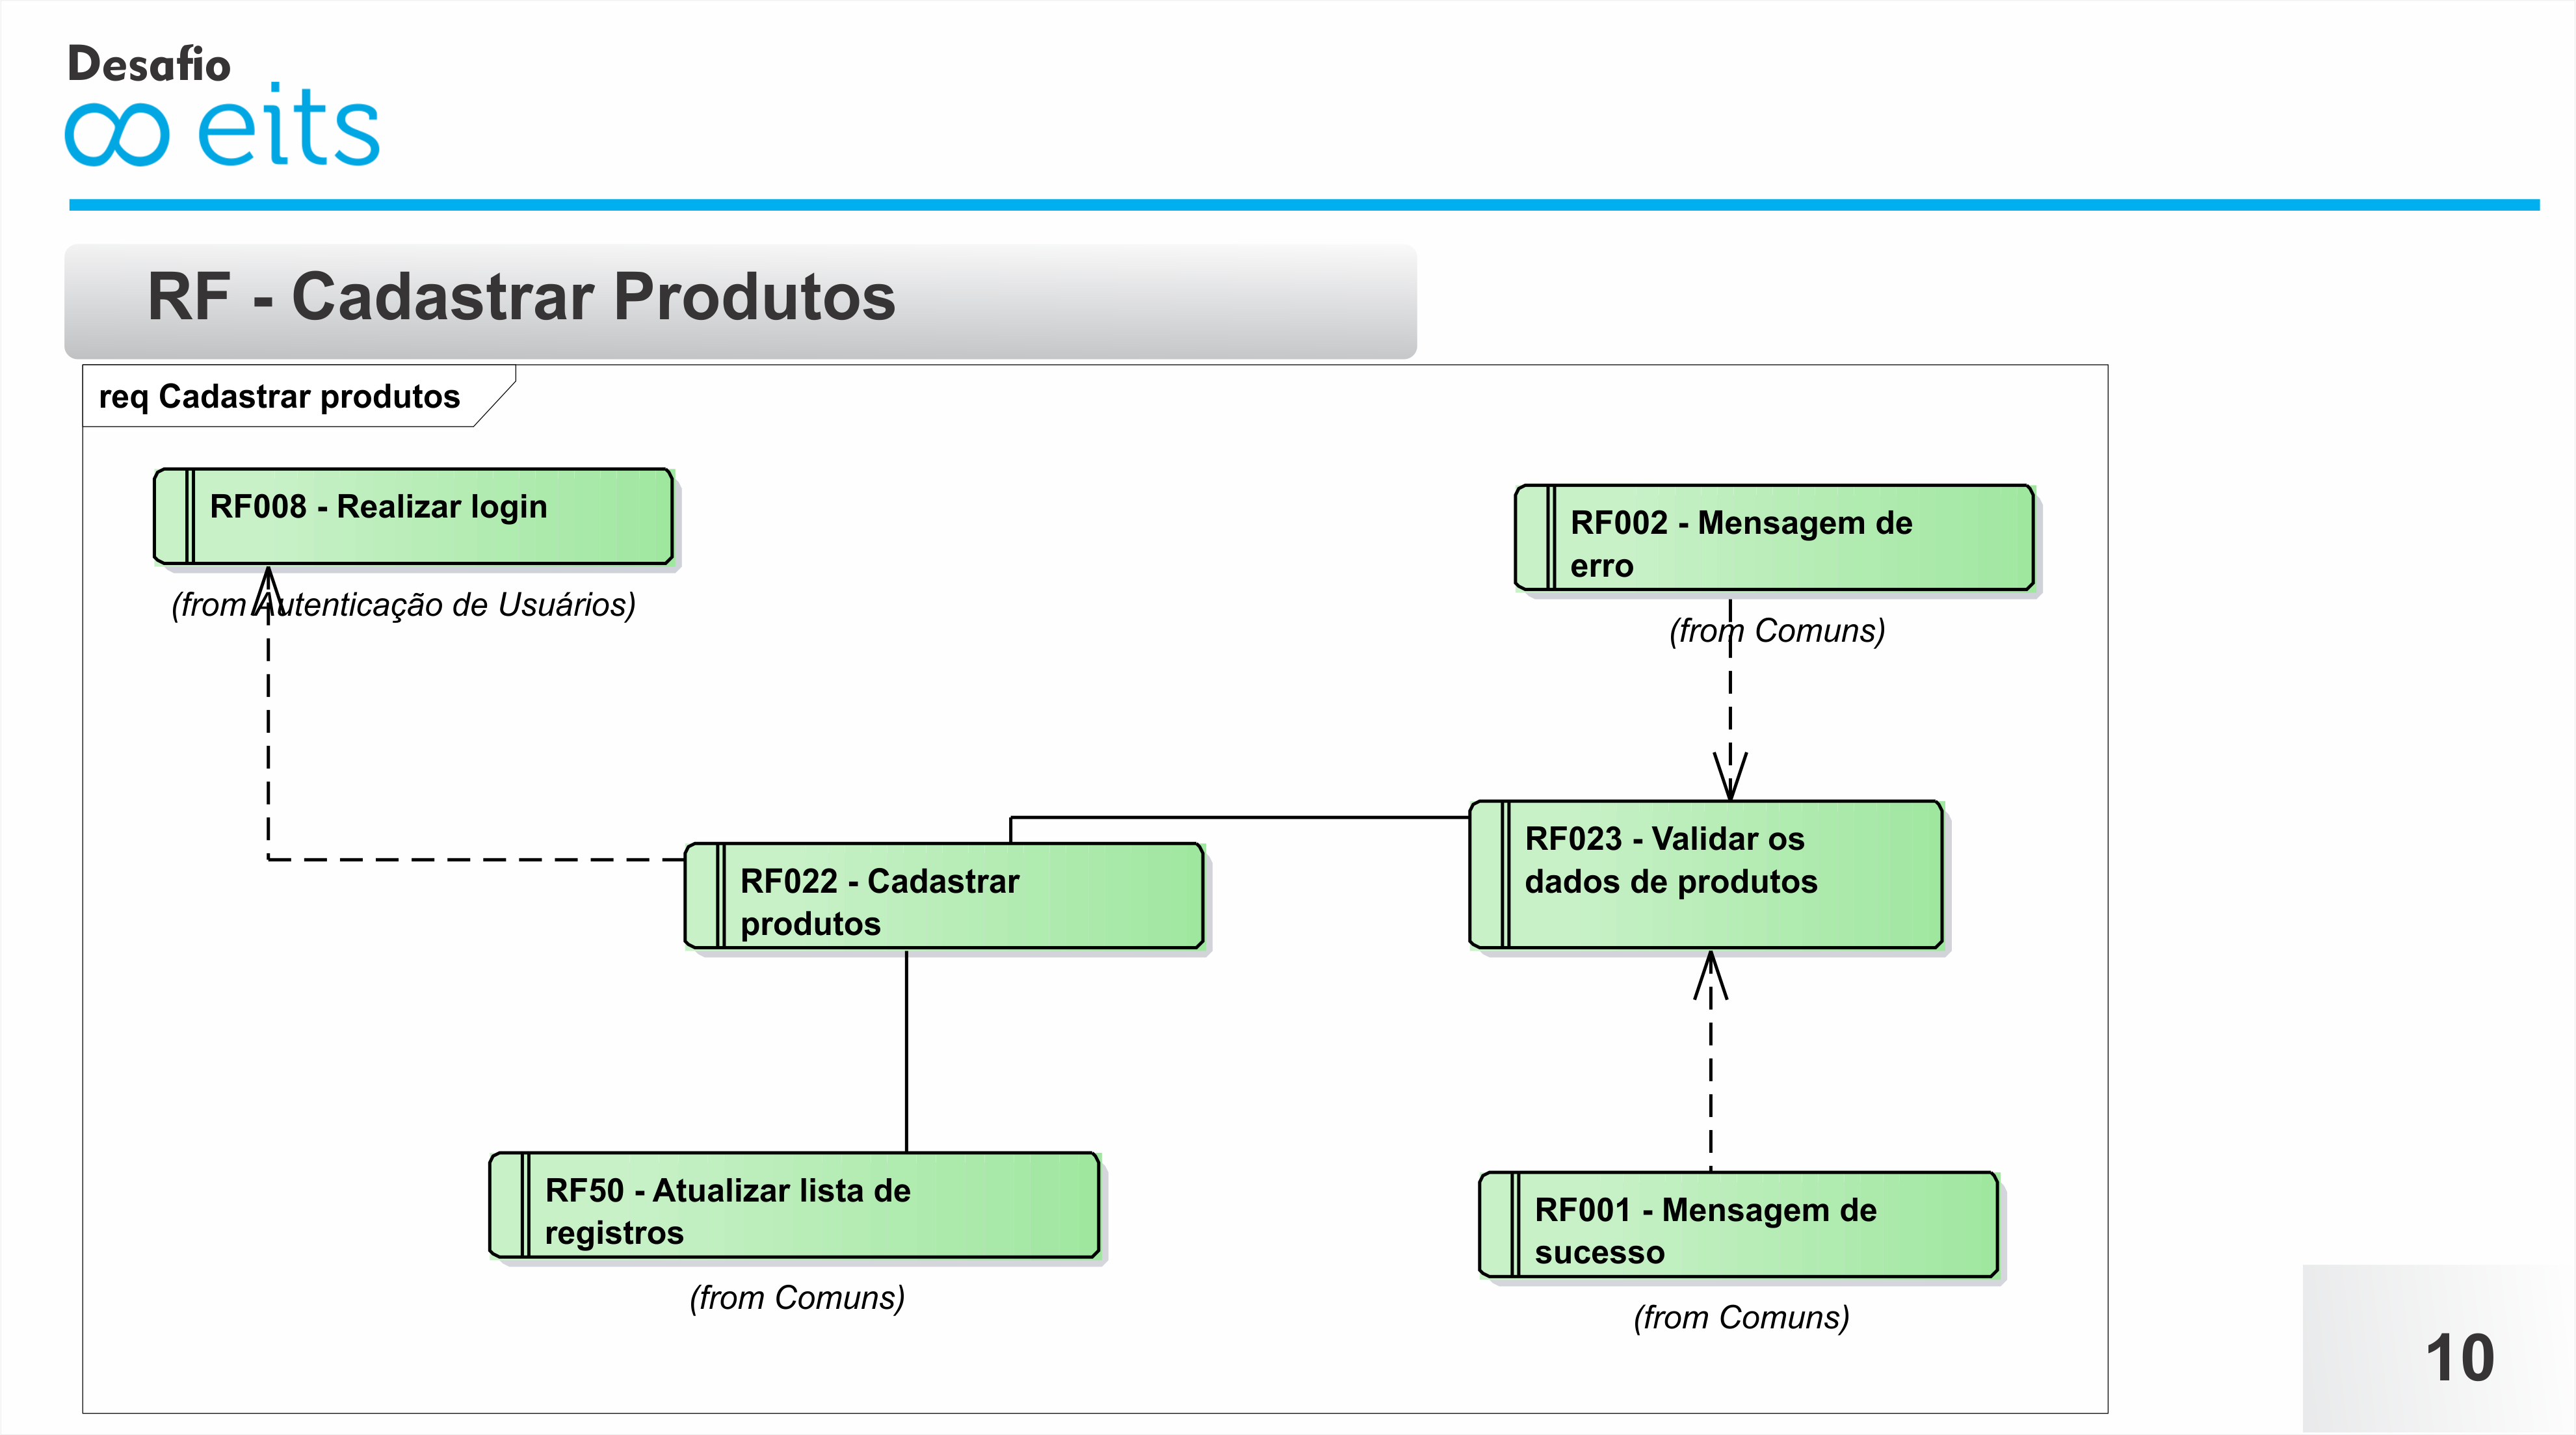 Desafio
eits
RF - Cadastrar Produtos
req Cadastrar produtos
RF008 - Realizar login
(from Autenticação de Usuários)
RF002 - Mensagem de
erro
(from Comuns)
RF022 - Cadastrar
produtos
RF023 - Validar os
dados de produtos
RF50 - Atualizar lista de
registros
(from Comuns)
RF001 - Mensagem de
sucesso
(from Comuns)
10